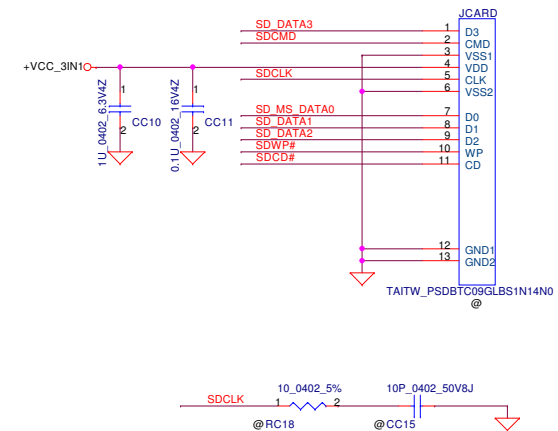 JCARD
SD_DATA3 1 D3
SDCMD 2 CMD
3 VSS1
+VCC_3IN1 4 VDD
SDCLK 5 CLK
6 VSS2
SD_MS_DATA0 7 D0
SD_DATA1 8 D1
SD_DATA2 9 D2
SDWP# 10 WP
SDCD# 11 CD
1 1
CC10 CC11
2 2
1U_0402_6.3V4Z
0.1U_0402_16V4Z
12 GND1
13 GND2
TAITW_PSDBTC09GLBS1N14N0
@
10_0402_5% 10P_0402_50V8J
SDCLK 1 2
@RC18 @CC15